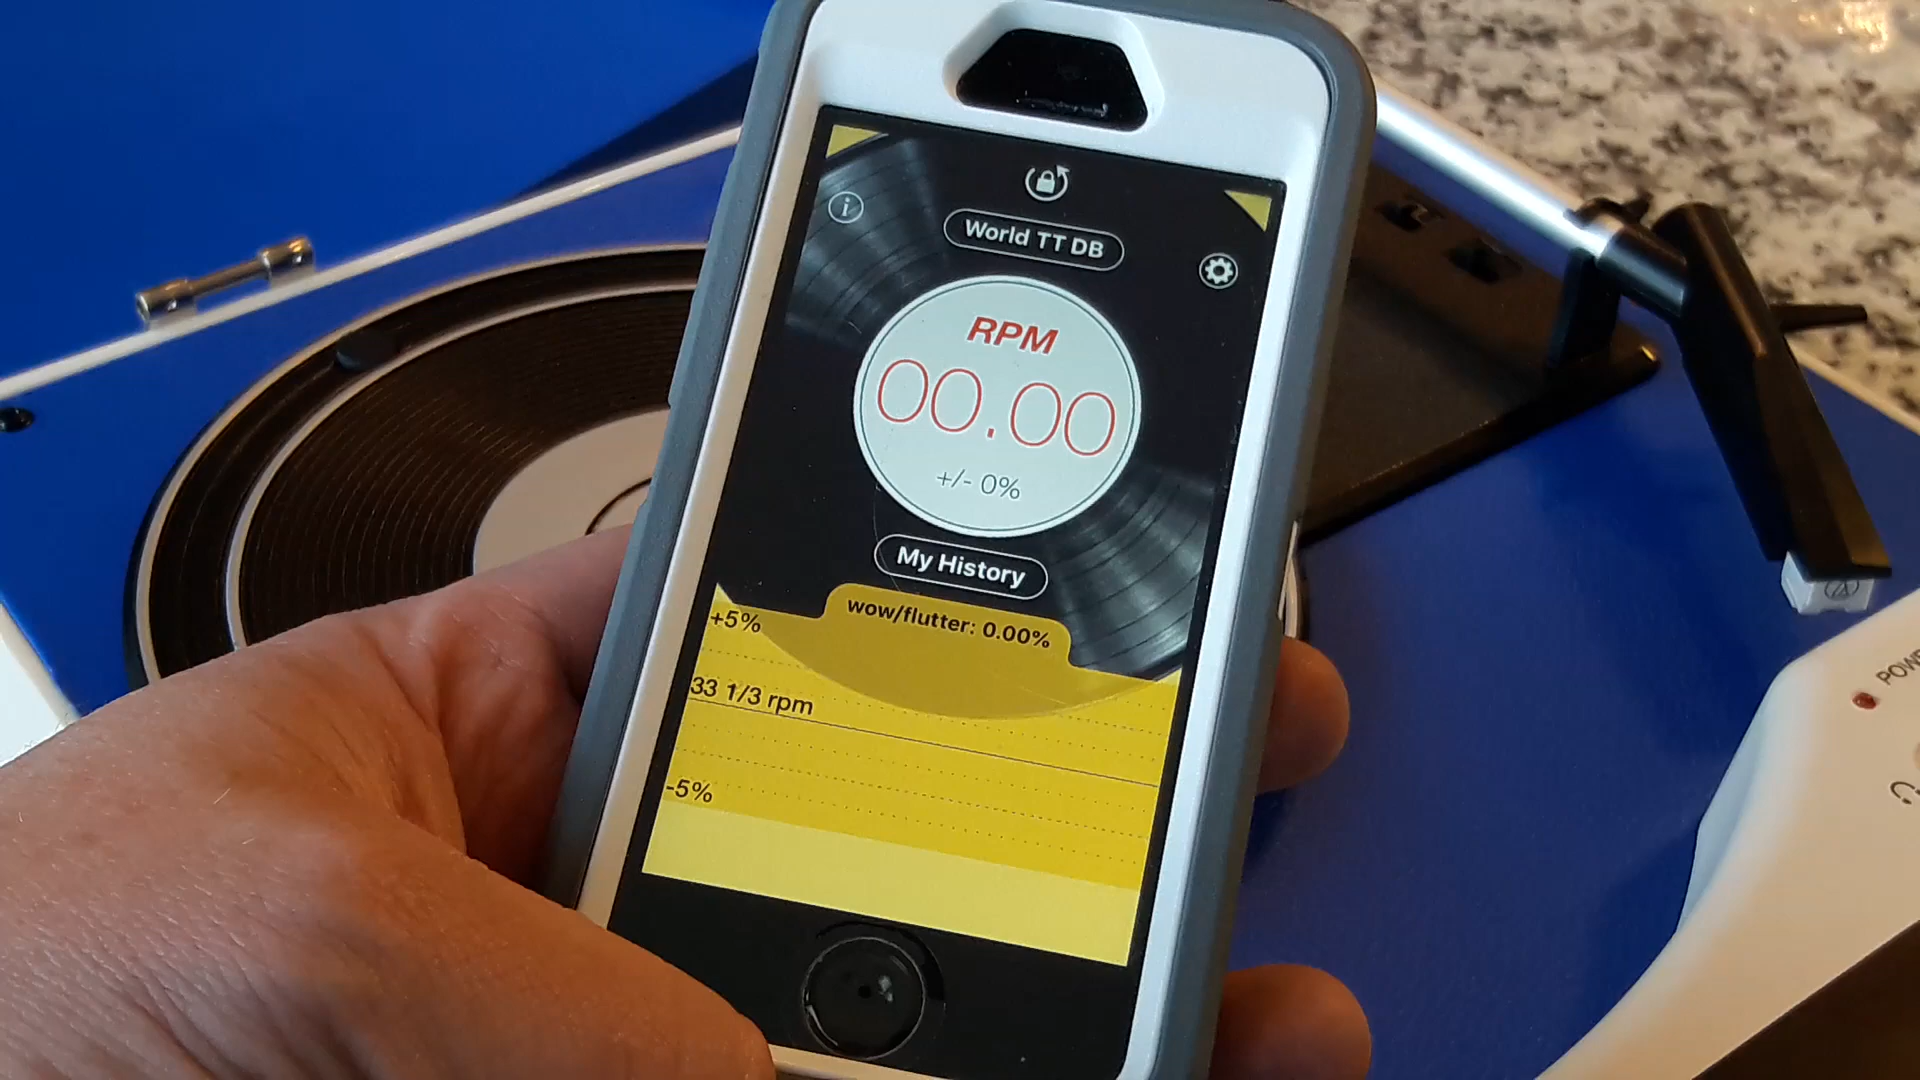 World TT DB
RPM
00.00
+/- 0%
My History
wow/flutter: 0.00%
+5%
33 1/3 rpm
-5%